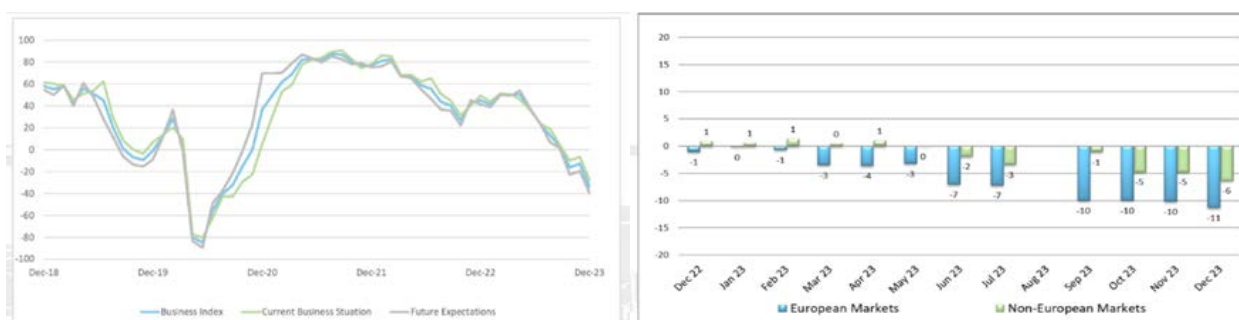 100
80
60
40
20
0
-20
-40
-60
-80
-100
Dec-18
Dec-19
Dec-20
Dec-21
Dec-22
Dec-23
Business Index
Current Business Stuation
Future Expectations
20
15
10
5
0
-5
-10
-15
-20
1
1
1
0
1
-1
0
-1
-3
-4
-3
0
-7
-2
-7
-3
-10
-1
-10
-5
-10
-5
-11
-6
Dec 22
Jan 23
Feb 23
Mar 23
Apr 23
May 23
Jun 23
Jul 23
Aug 23
Sep 23
Oct 23
Nov 23
Dec 23
European Markets
Non-European Markets